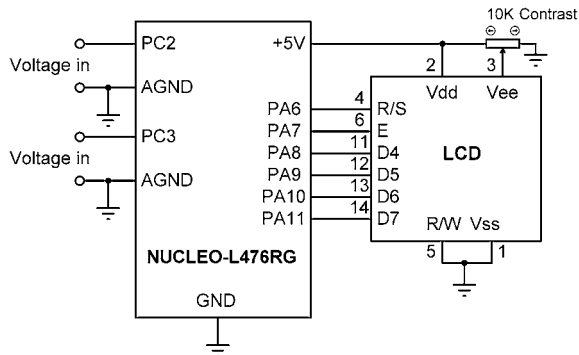 10K Contrast
PC2
+5V
Voltage in
AGND
2
3
Vdd
Vee
PC3
Voltage in
AGND
PA6
4
R/S
PA7
6
E
LCD
PA8
11
D4
PA9
12
D5
PA10
13
D6
PA11
14
D7
R/W
Vss
5
1
NUCLEO-L476RG
GND